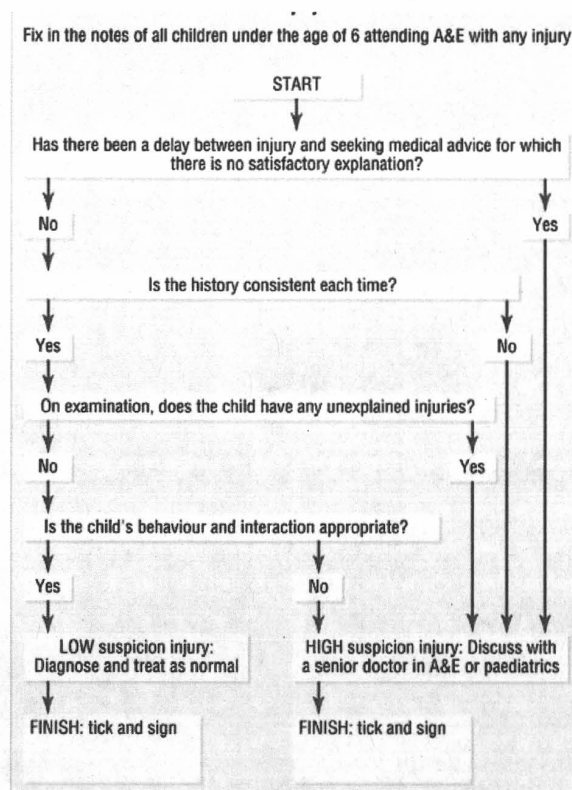 Fix in the notes of all children under the age of 6 attending A&E with any injury
START
Has there been a delay between injury and seeking medical advice for which
there is no satisfactory explanation?
No
Yes
Is the history consistent each time?
Yes
No
On examination, does the child have any unexplained injuries?
No
Yes
Is the child's behaviour and interaction appropriate?
Yes
No
LOW suspicion injury:
Diagnose and treat as normal
HIGH suspicion injury: Discuss with
a senior doctor in A&E or paediatrics
FINISH: tick and sign
FINISH: tick and sign